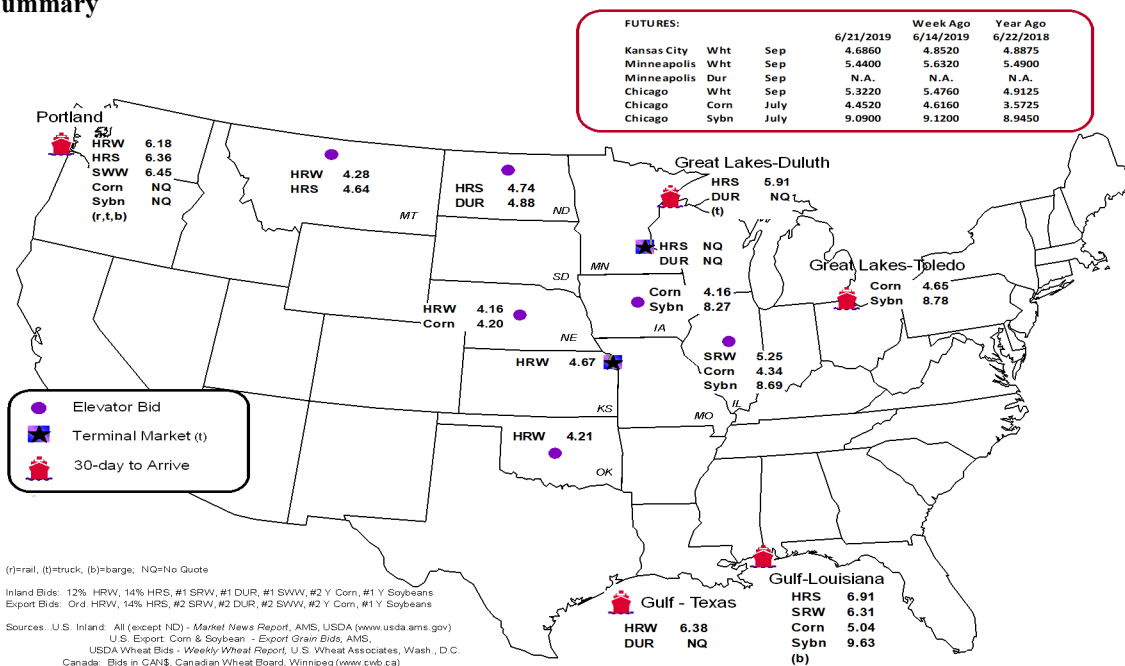 Summary
FUTURES: Week Ago Year Ago
6/21/2019 6/14/2019 6/22/2018
Kansas City Wht Sep 4.6860 4.8520 4.8875
Minneapolis Wht Sep 5.4400 5.6320 5.4900
Minneapolis Dur Sep N.A. N.A. N.A.
Chicago Wht Sep 5.3220 5.4760 4.9125
Chicago Corn July 4.4520 4.6160 3.5725
Chicago Sybn July 9.0900 9.1200 8.9450
Portland
HRW 6.18
HRS 6.36
SWW 6.45
Corn NQ
Sybn NQ
(r,t,b)
HRW 4.28
HRS 4.64
MT
HRS 4.74
DUR 4.88
ND
Great Lakes-Duluth
HRS 5.91
DUR NQ
(t)
HRS NQ
DUR NQ
MN
SD
Great Lakes-Toledo
Corn 4.65
Sybn 8.78
Corn 4.16
Sybn 8.27
IA
HRW 4.16
Corn 4.20
NE
SRW 5.25
Corn 4.34
Sybn 8.69
IL
HRW 4.67
KS
MO
HRW 4.21
OK
Elevator Bid
Terminal Market (t)
30-day to Arrive
Gulf-Louisiana
HRS 6.91
SRW 6.31
Corn 5.04
Sybn 9.63
(b)
Gulf - Texas
HRW 6.38
DUR NQ
(r)=rail, (t)=truck, (b)=barge; NQ=No Quote
Inland Bids: 12% HRW, 14% HRS, #1 SRW, #1 DUR, #1 SWW, #2 Y Corn, #1 Y Soybeans
Export Bids: Ord. HRW, 14% HRS, #2 SRW, #2 DUR, #2 SWW, #2 Y Corn, #1 Y Soybeans
Sources...U.S. Inland: All (except ND) - Market News Report, AMS, USDA (www.usda.ams.gov)
U.S. Export: Corn & Soybean - Export Grain Bids, AMS,
USDA Wheat Bids - Weekly Wheat Report, U.S. Wheat Associates, Wash., D.C.
Canada: Bids in CAN$, Canadian Wheat Board, Winnipeg (www.cwb.ca)